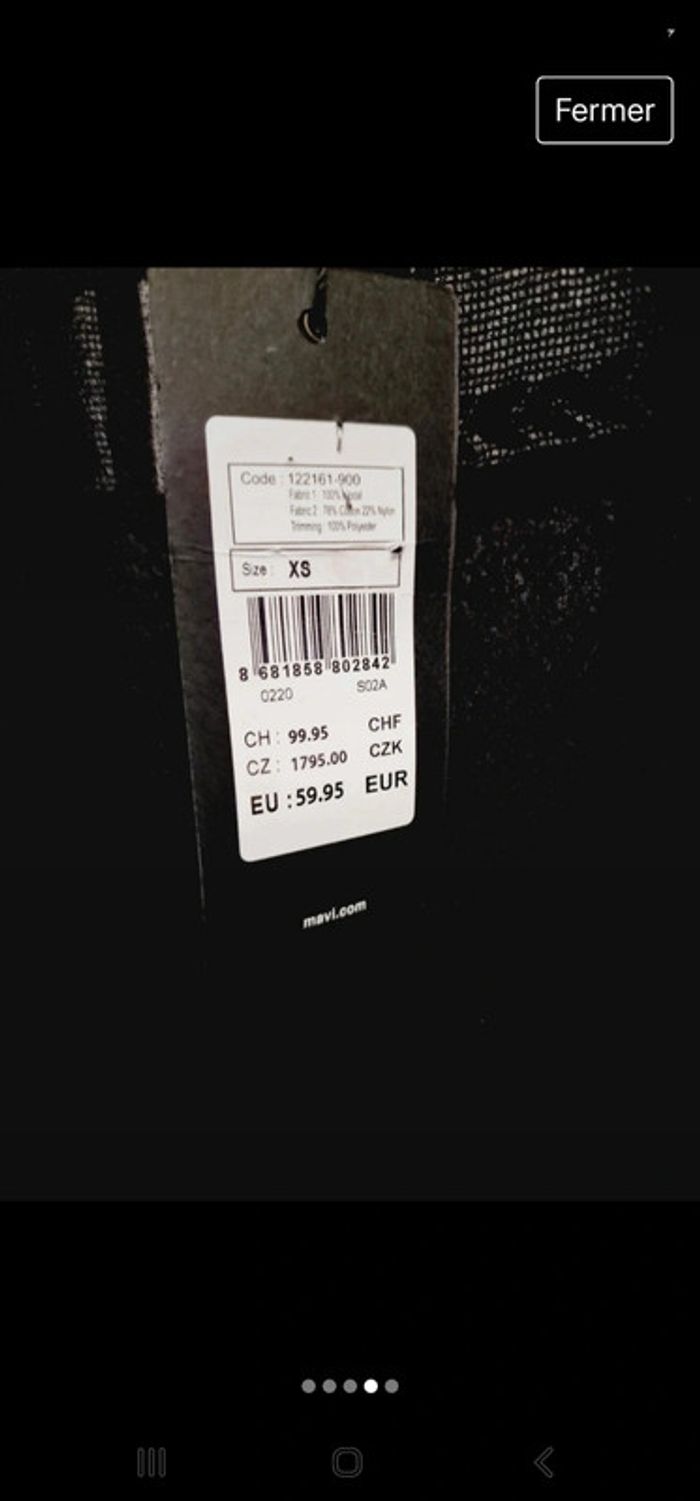 Fermer
Code : 122161-900
Fabric 1 : 100%
Fabric 2 : 78% Cotton 22% Nylon
Trimming : 100% Polyester
Size : XS
8 681858 802842
0220 S02A
CH : 99.95 CHF
CZ : 1795.00 CZK
EU : 59.95 EUR
mavi.com